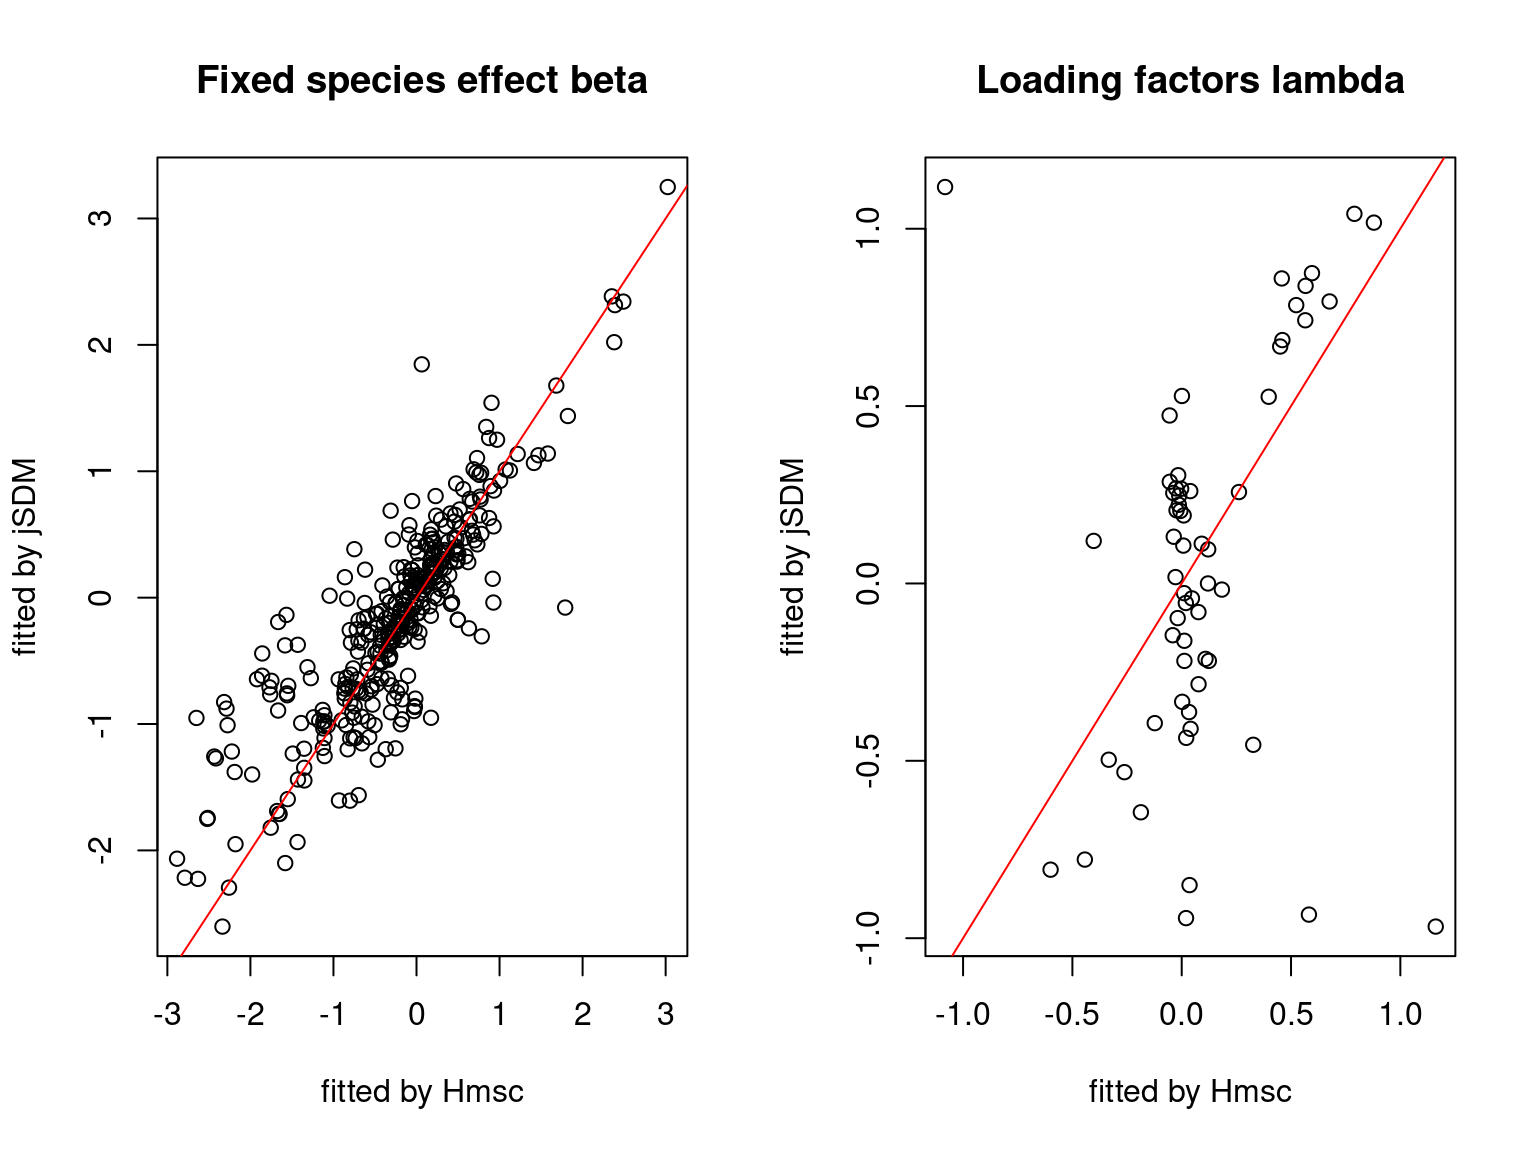 Fixed species effect beta
fitted by jSDM
3
2
1
0
-1
-2
-3 -2 -1 0 1 2 3
fitted by Hmsc
Loading factors lambda
fitted by jSDM
1.0
0.5
0.0
-0.5
-1.0
-1.0 -0.5 0.0 0.5 1.0
fitted by Hmsc